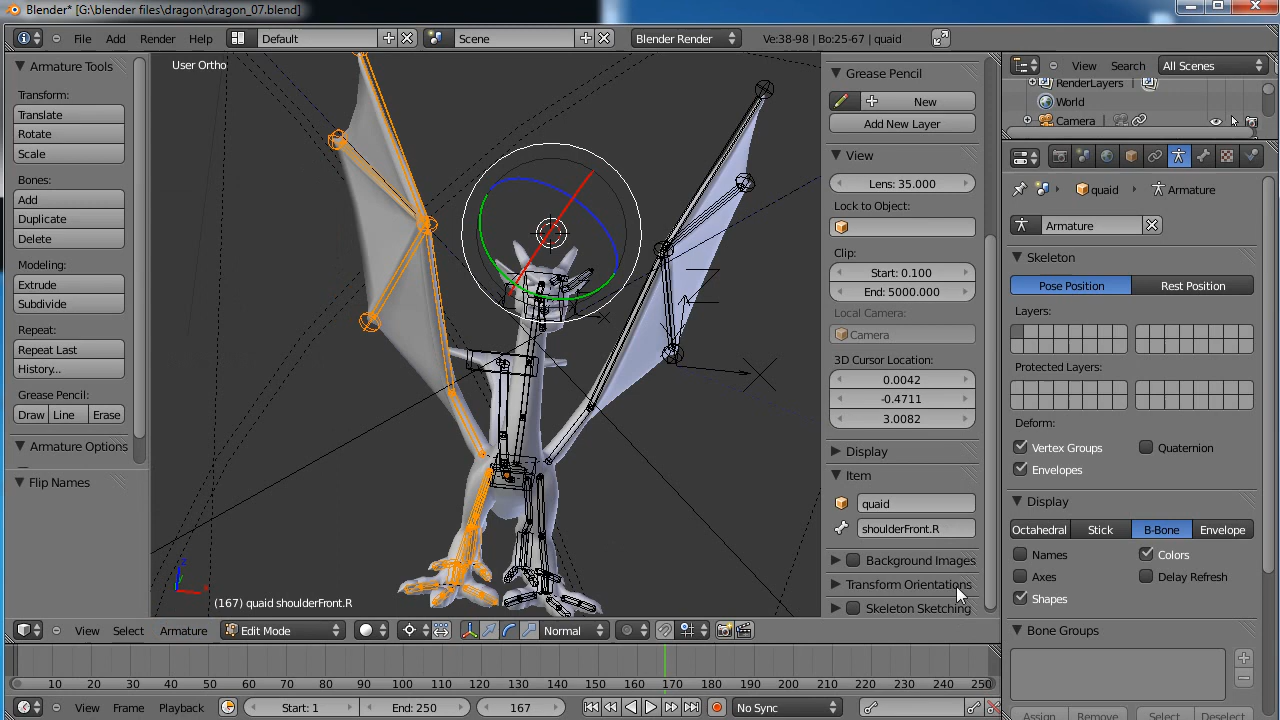 Blender* [G:\blender files\dragon\dragon_07.blend]
File Add Render Help Default Scene Blender Render Ve:38-98 | Bo:25-67 | quaid
View Search All Scenes
Armature Tools
Transform:
Translate
Rotate
Scale
Bones:
Add
Duplicate
Delete
Modeling:
Extrude
Subdivide
Repeat:
Repeat Last
History...
Grease Pencil:
Draw Line Erase
Armature Options
Flip Names
User Ortho
z
(167) quaid shoulderFront.R
Grease Pencil
New
Add New Layer
View
Lens: 35.000
Lock to Object:
Clip:
Start: 0.100
End: 5000.000
Local Camera:
Camera
3D Cursor Location:
0.0042
-0.4711
3.0082
Display
Item
quaid
shoulderFront.R
Background Images
Transform Orientations
Skeleton Sketching
RenderLayers
World
Camera
quaid Armature
Armature
Skeleton
Pose Position Rest Position
Layers:
Protected Layers:
Deform:
Vertex Groups Quaternion
Envelopes
Display
Octahedral Stick B-Bone Envelope
Names Colors
Axes Delay Refresh
Shapes
Bone Groups
Assign Remove Select Deselect
View Select Armature Edit Mode Normal
10 20 30 40 50 60 70 80 90 100 110 120 130 140 150 160 170 180 190 200 210 220 230 240 250
View Frame Playback Start: 1 End: 250 167 No Sync